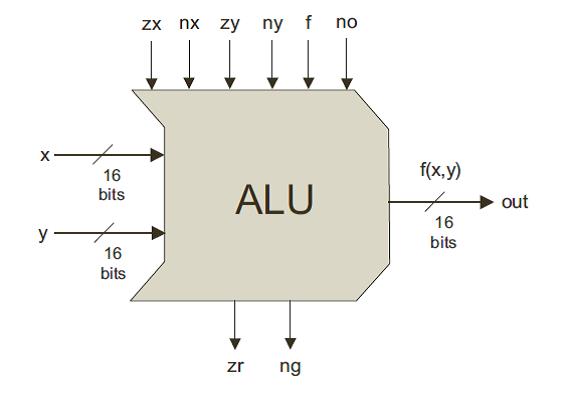 zx nx zy ny f no
x
16
bits
ALU
f(x,y)
out
16
bits
y
16
bits
zr ng